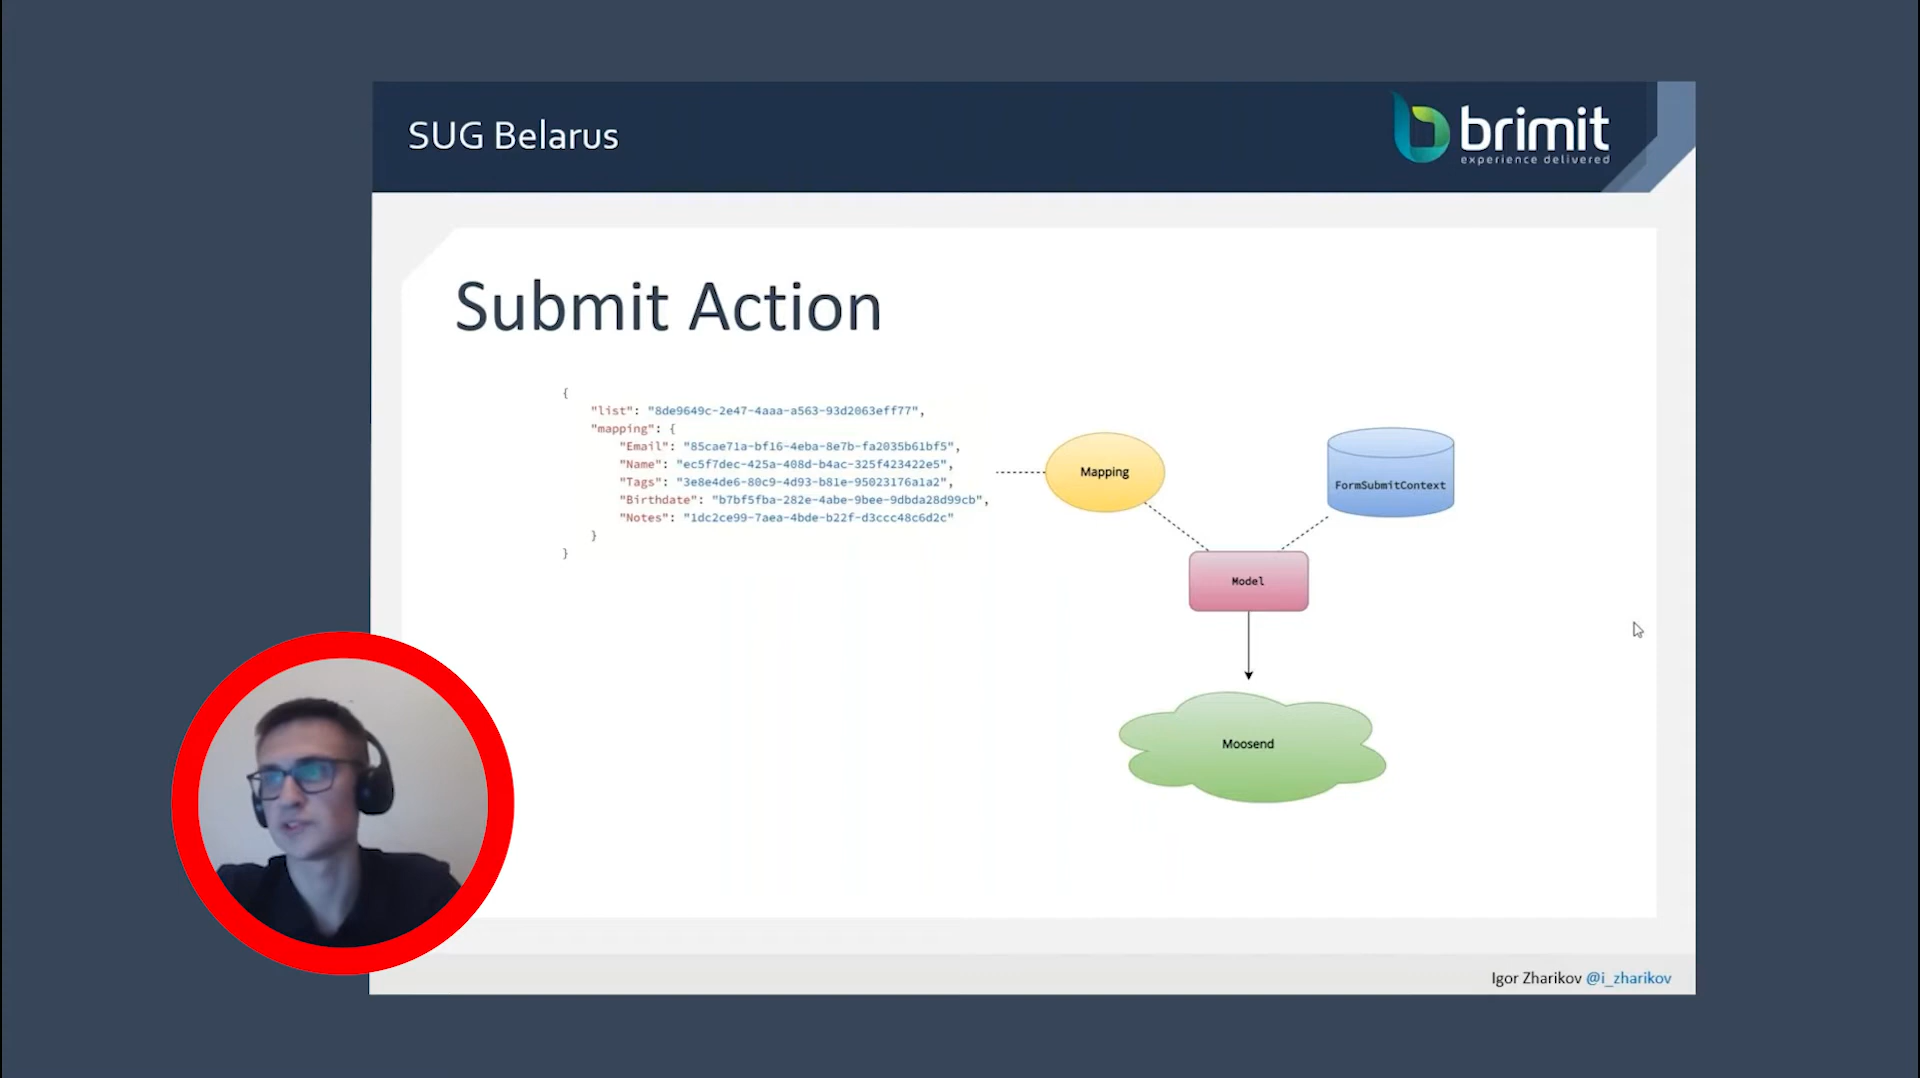 SUG Belarus
brimit
experience delivered
Submit Action
{
"list": "8de9649c-2e47-4aaa-a563-93d2063eff77",
"mapping": {
"Email": "85cae71a-bf16-4eba-8e7b-fa2035b61bf5",
"Name": "ec5f7dec-425a-408d-b4ac-325f423422e5",
"Tags": "3e8e4de6-80c9-4d93-b81e-95023176a1a2",
"Birthdate": "b7bf5fba-282e-4abe-9bee-9dbda28d99cb",
"Notes": "1dc2ce99-7aea-4bde-b22f-d3ccc48c6d2c"
}
}
Mapping
FormSubmitContext
Model
Moosend
Igor Zharikov @i_zharikov